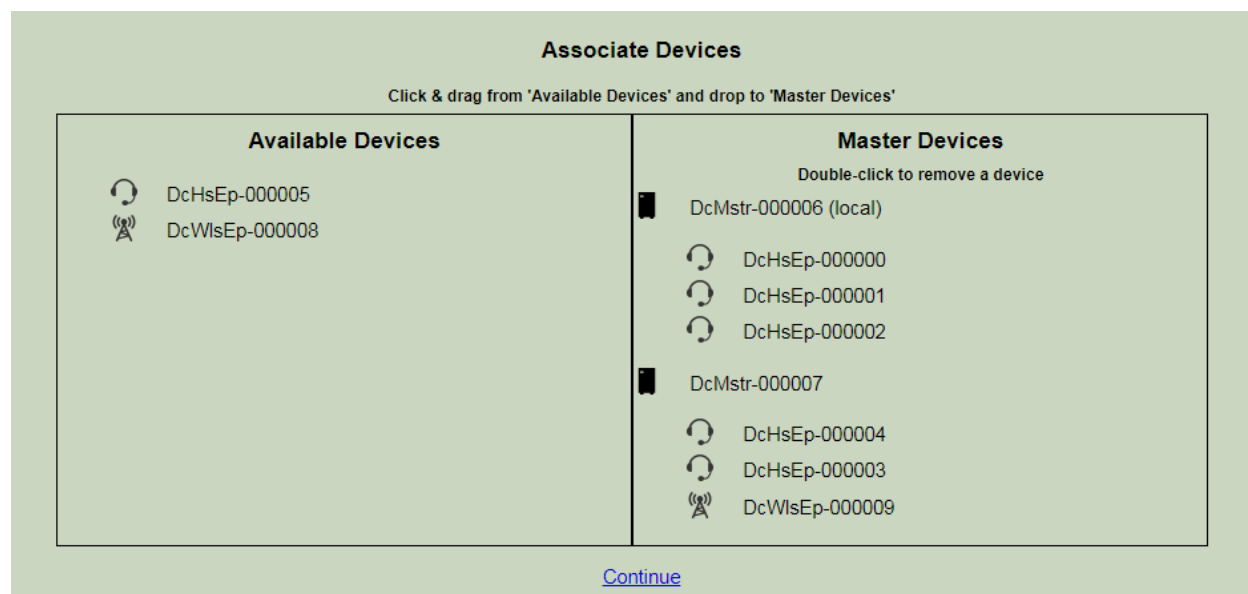 Associate Devices
Click & drag from 'Available Devices' and drop to 'Master Devices'
Available Devices
DcHsEp-000005
DcWlsEp-000008
Master Devices
Double-click to remove a device
DcMstr-000006 (local)
DcHsEp-000000
DcHsEp-000001
DcHsEp-000002
DcMstr-000007
DcHsEp-000004
DcHsEp-000003
DcWlsEp-000009
Continue